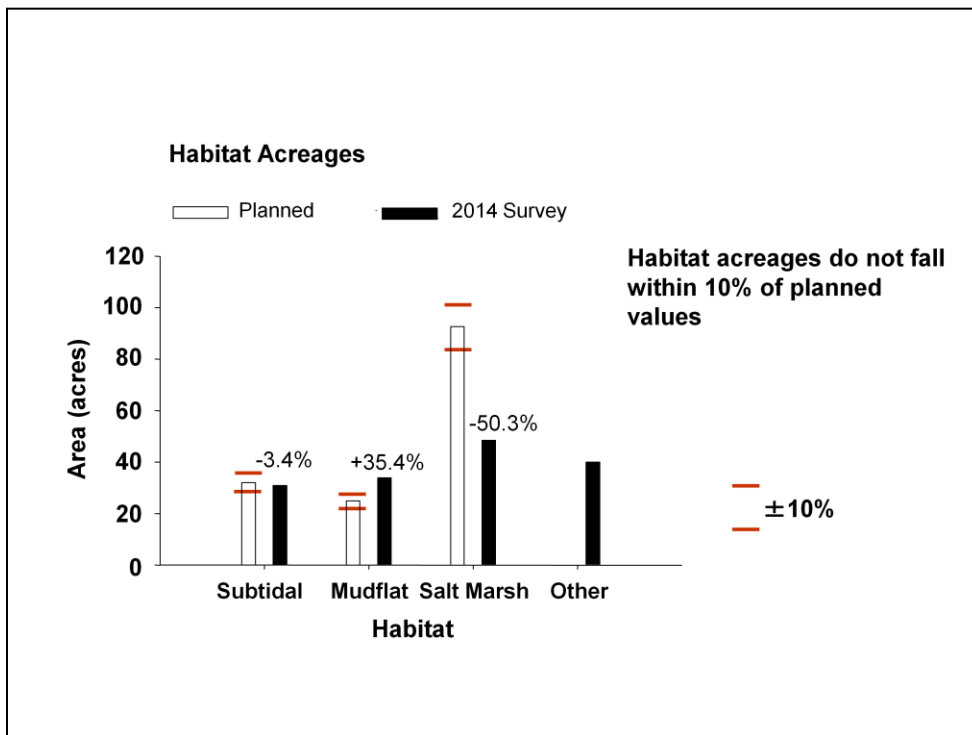 Habitat Acreages
Planned
2014 Survey
Habitat acreages do not fall
within 10% of planned
values
120
100
80
60
40
20
0
Area (acres)
-3.4%
+35.4%
-50.3%
±10%
Subtidal
Mudflat
Salt Marsh
Other
Habitat